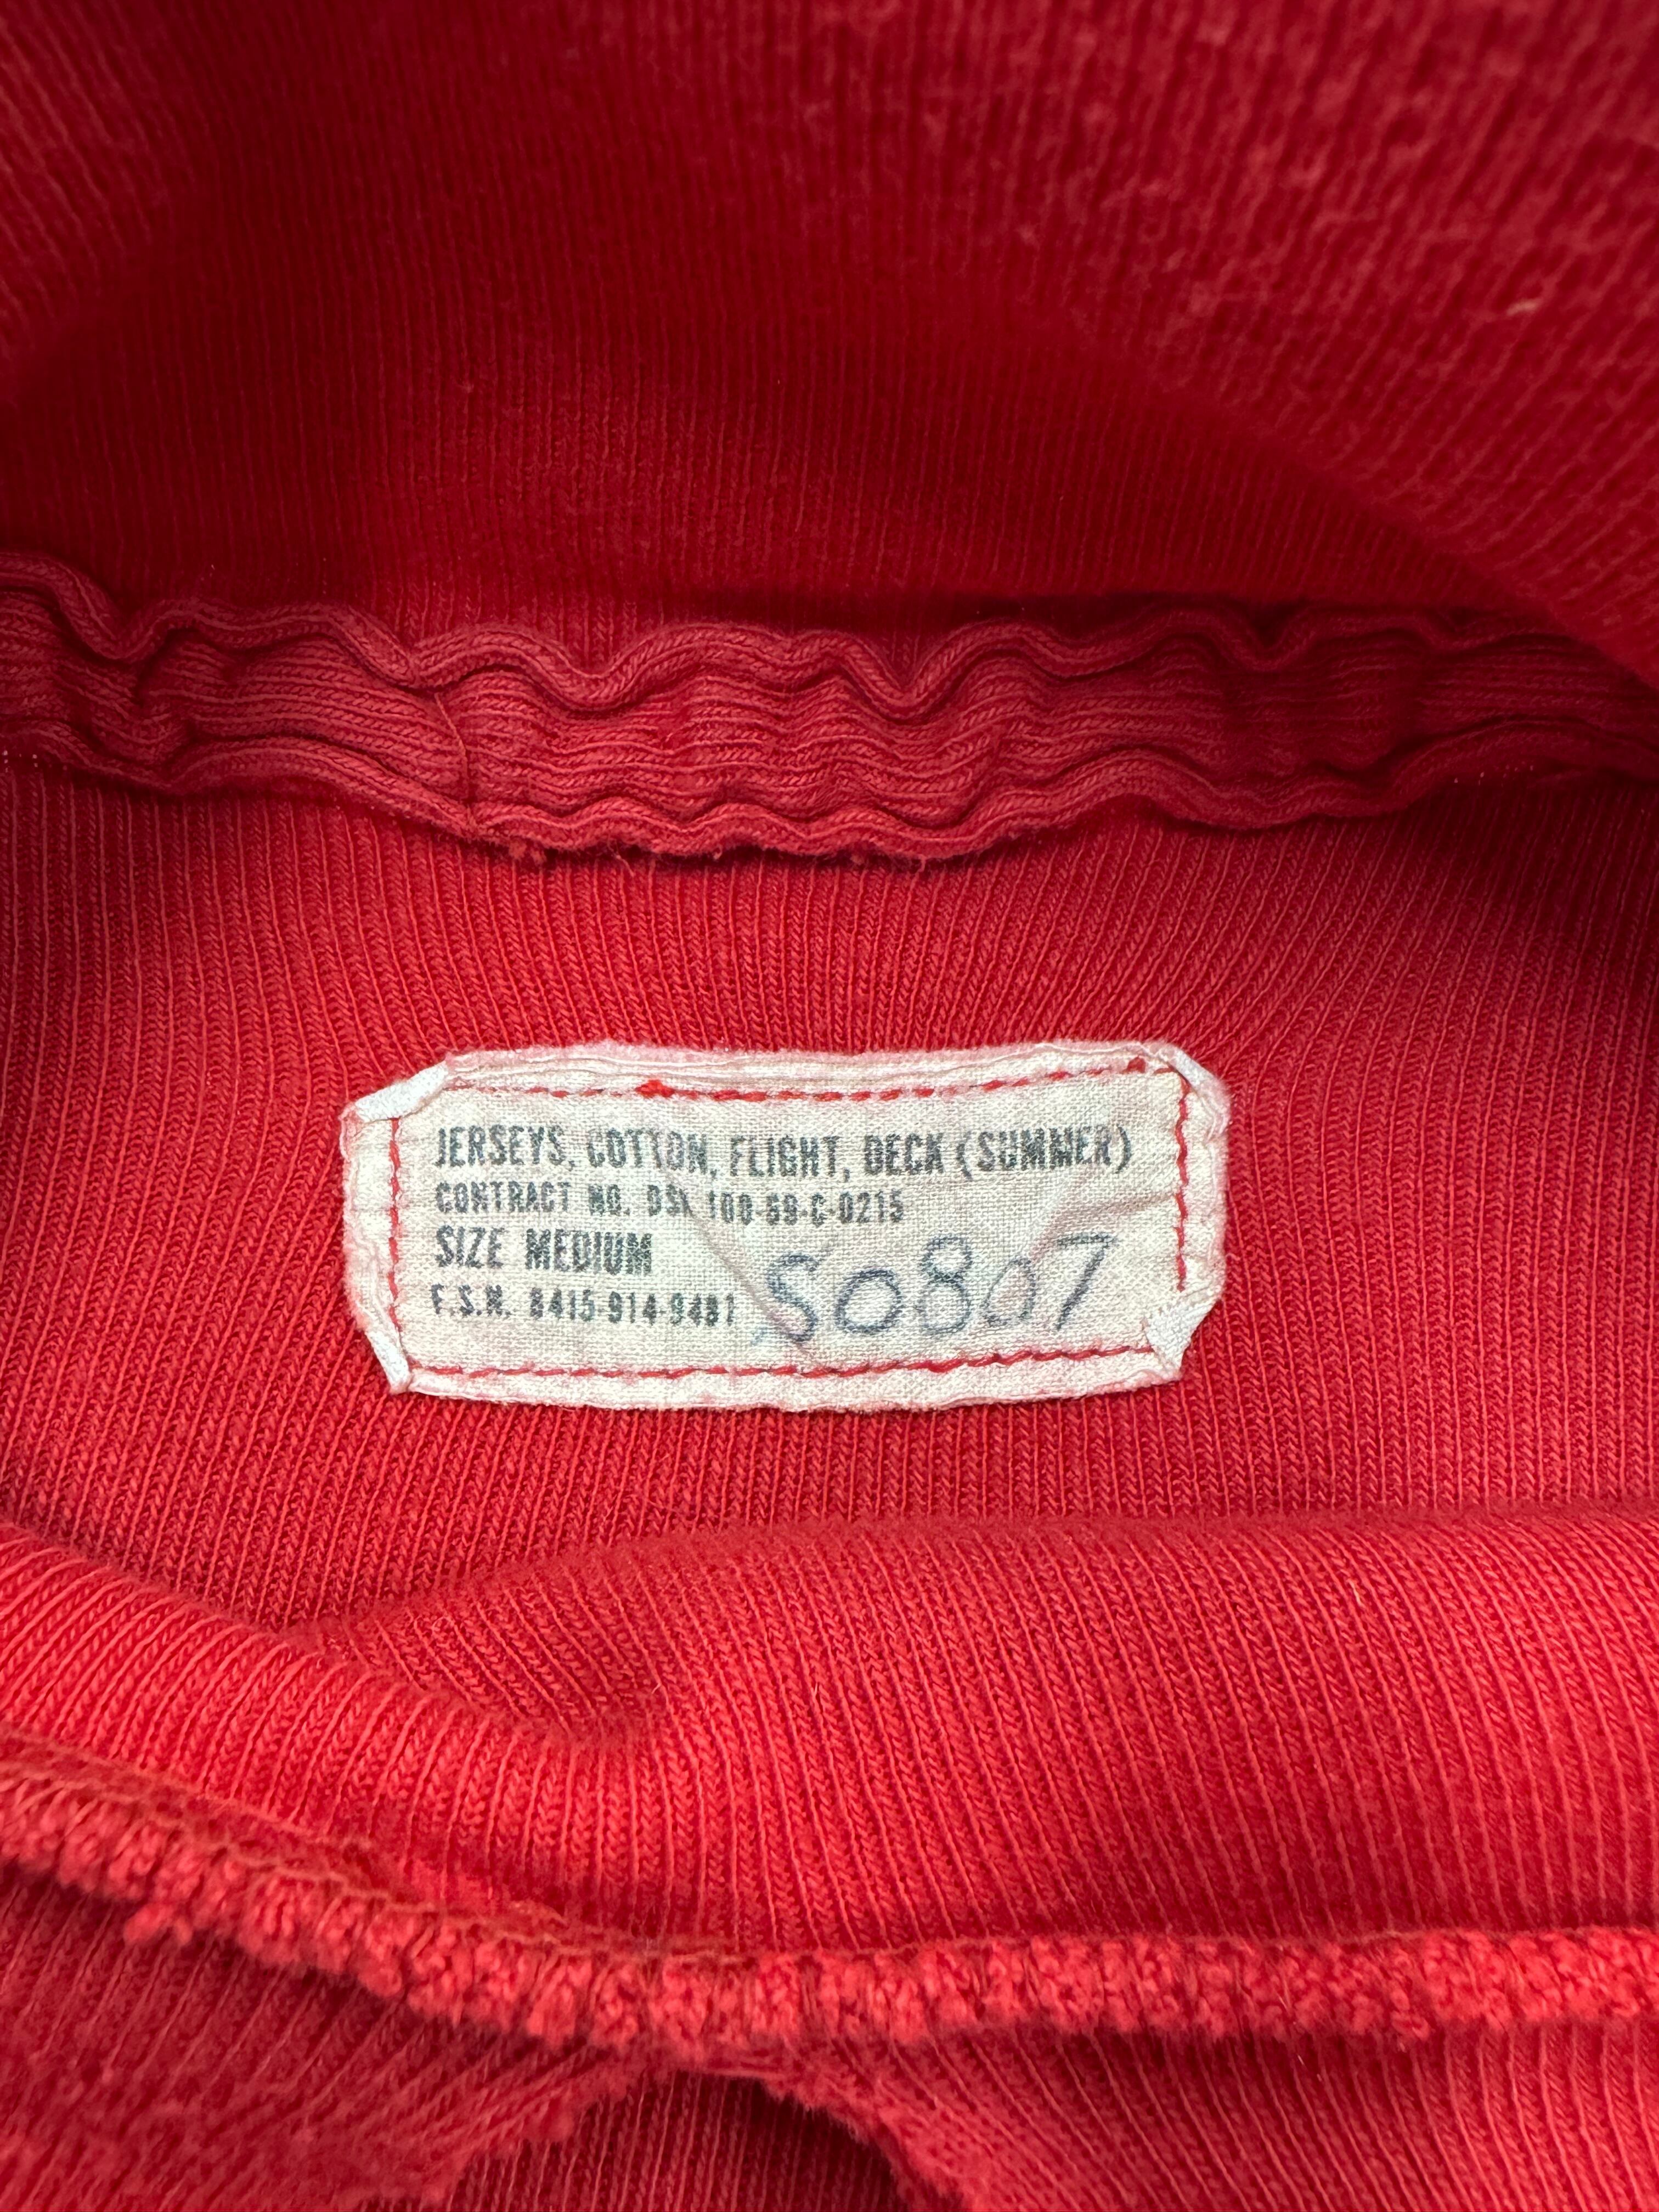 JERSEYS, COTTON, FLIGHT, DECK (SUMMER)
CONTRACT NO. DSA 100-69-C-0215
SIZE MEDIUM
F.S.N. 8415-914-9481
S0807